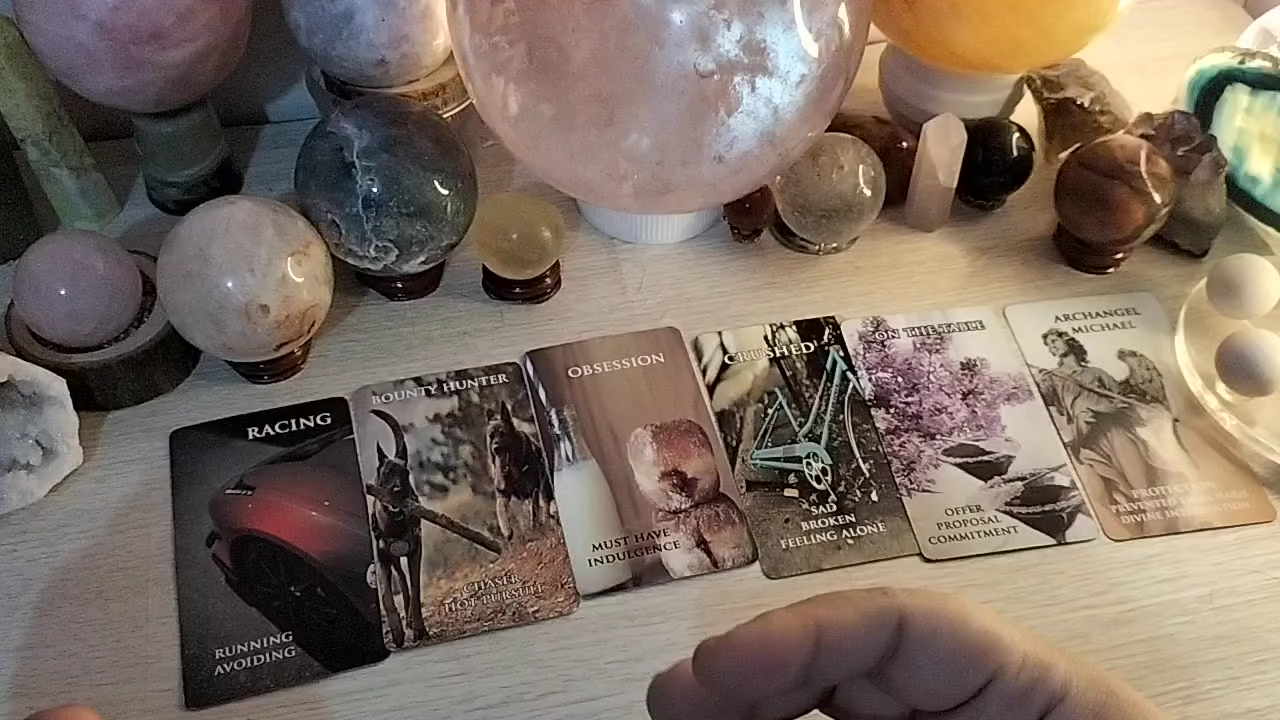 RACING
RUNNING
AVOIDING
BOUNTY HUNTER
CHASER
HOT PURSUIT
OBSESSION
MUST HAVE
INDULGENCE
CRUSHED
SAD
BROKEN
FEELING ALONE
ON THE TABLE
OFFER
PROPOSAL
COMMITMENT
ARCHANGEL
MICHAEL
PROTECTION
DIVINE INTERVENTION